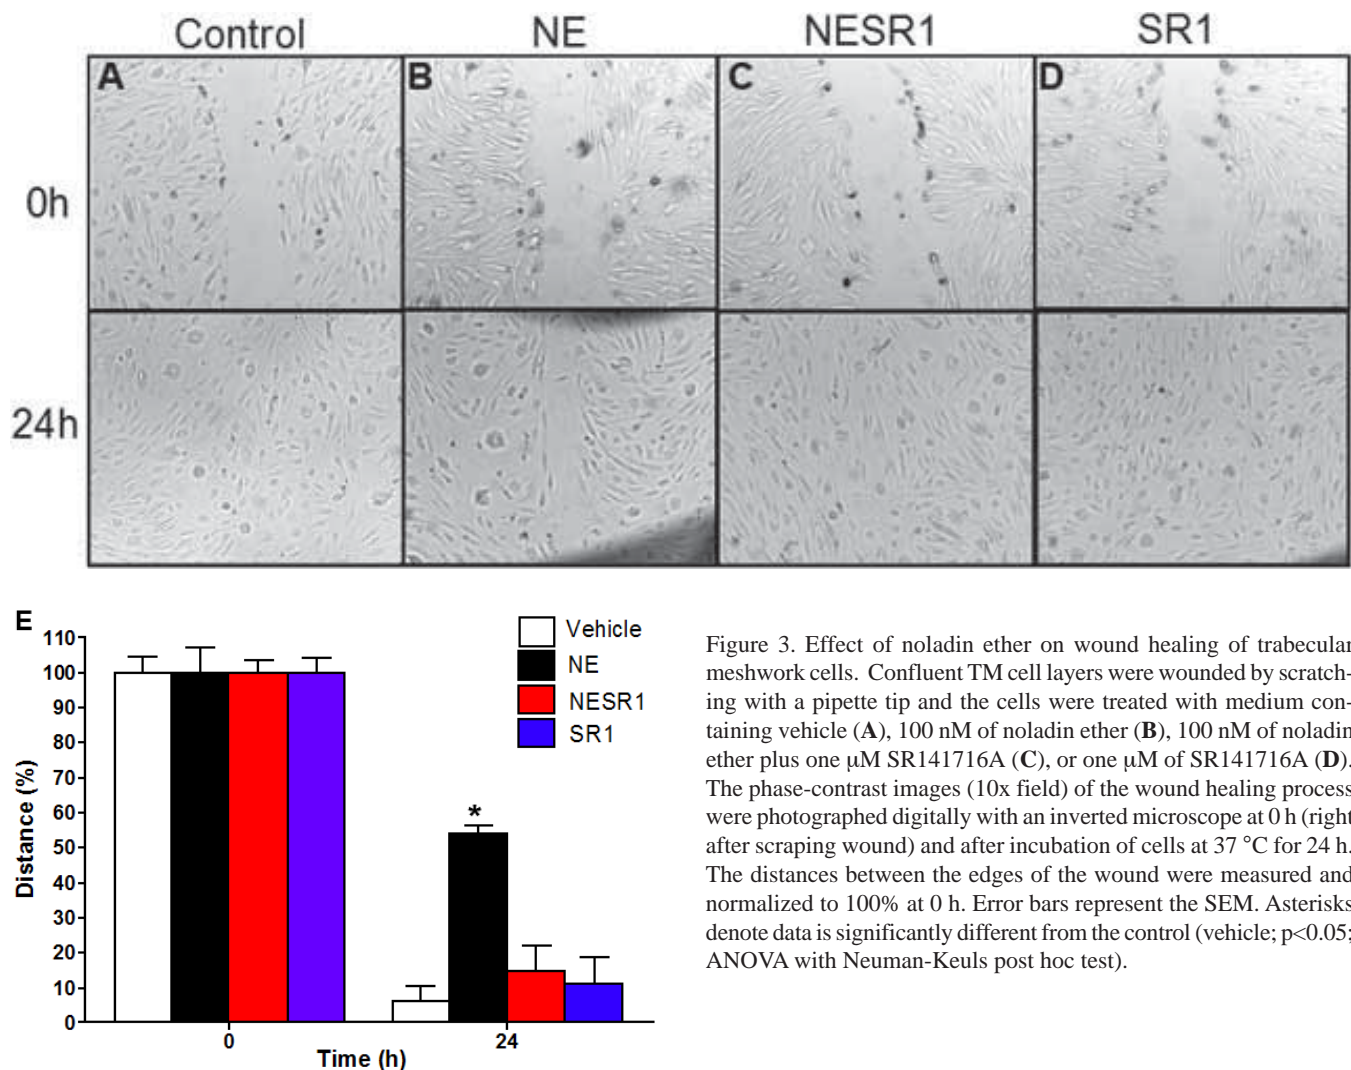 Control NE NESR1 SR1
A B C D
0h
24h
E
110
100
90
80
70
60
50
40
30
20
10
0
Distance (%)
Vehicle
NE
NESR1
SR1
*
0 24
Time (h)
Figure 3. Effect of noladin ether on wound healing of trabecular
meshwork cells. Confluent TM cell layers were wounded by scratch-
ing with a pipette tip and the cells were treated with medium con-
taining vehicle (A), 100 nM of noladin ether (B), 100 nM of noladin
ether plus one μM SR141716A (C), or one μM of SR141716A (D).
The phase-contrast images (10x field) of the wound healing process
were photographed digitally with an inverted microscope at 0 h (right
after scraping wound) and after incubation of cells at 37 °C for 24 h.
The distances between the edges of the wound were measured and
normalized to 100% at 0 h. Error bars represent the SEM. Asterisks
denote data is significantly different from the control (vehicle; p<0.05;
ANOVA with Neuman-Keuls post hoc test).